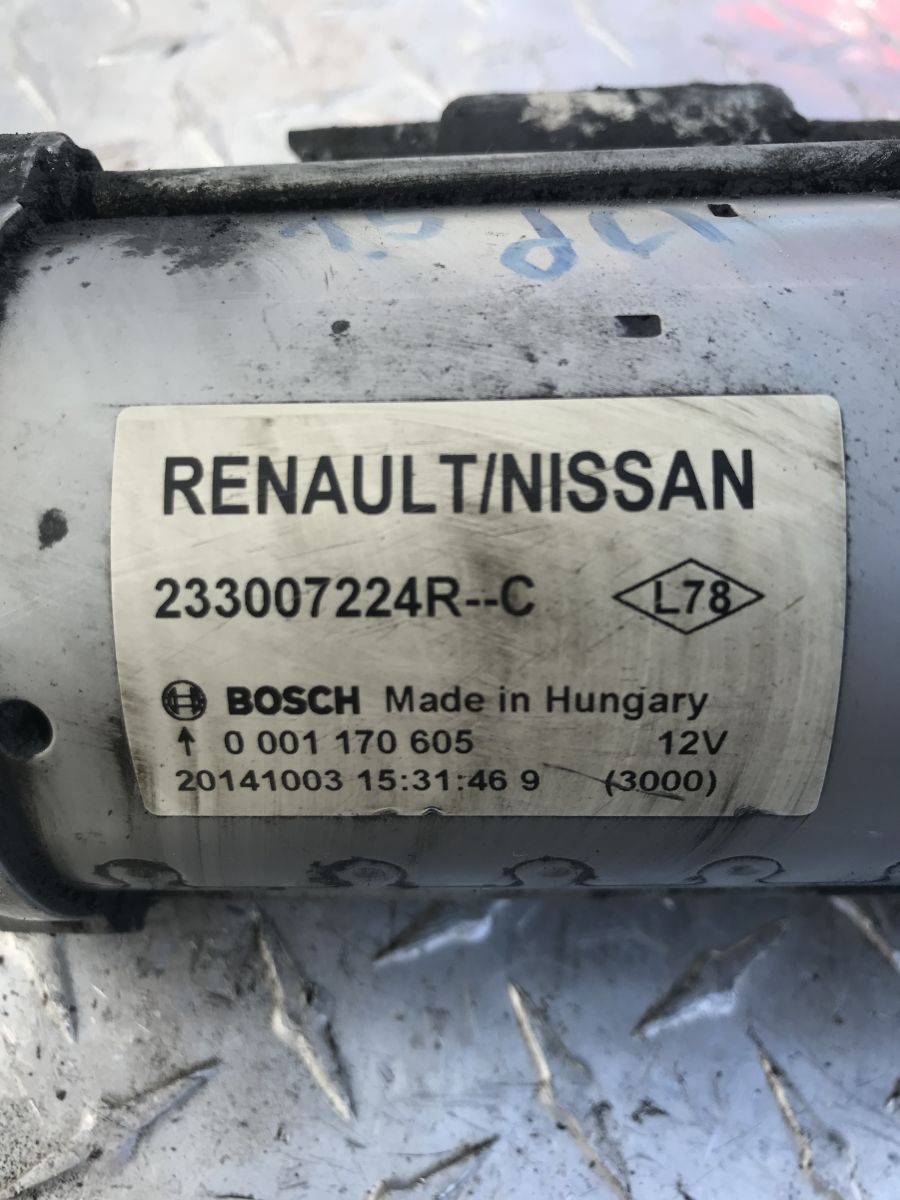 RENAULT/NISSAN
233007224R--C L78
BOSCH Made in Hungary
↑ 0 001 170 605 12V
20141003 15:31:46 9 (3000)